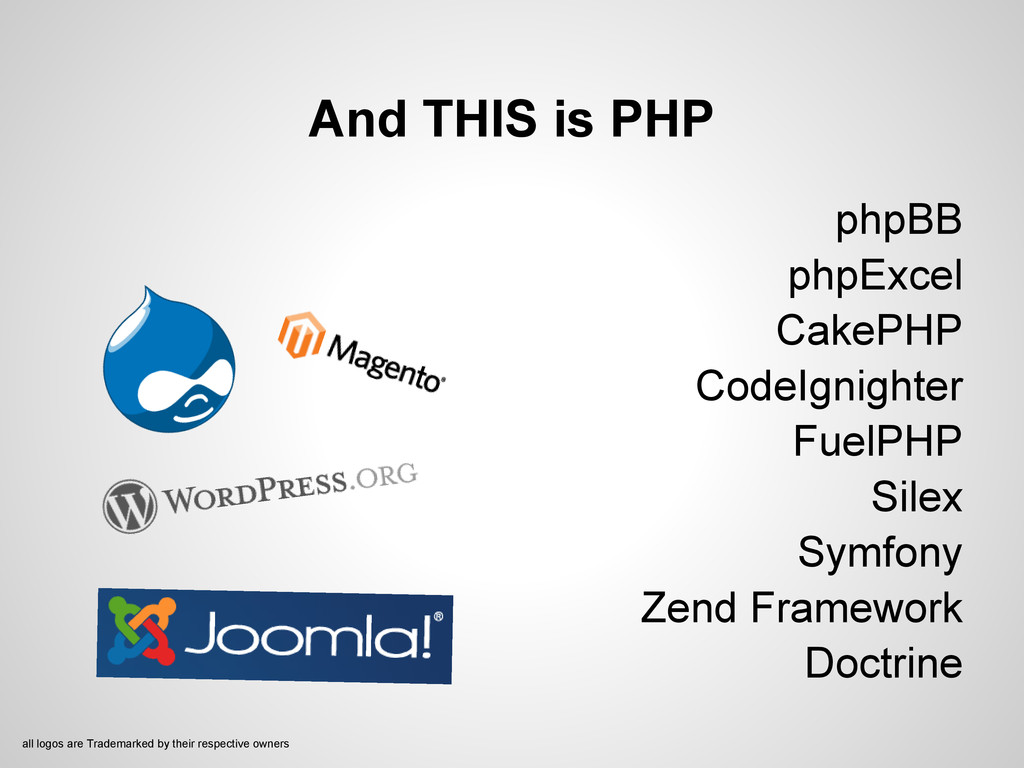 And THIS is PHP
Magento®
WORDPRESS.ORG
Joomla!®
phpBB
phpExcel
CakePHP
CodeIgnighter
FuelPHP
Silex
Symfony
Zend Framework
Doctrine
all logos are Trademarked by their respective owners